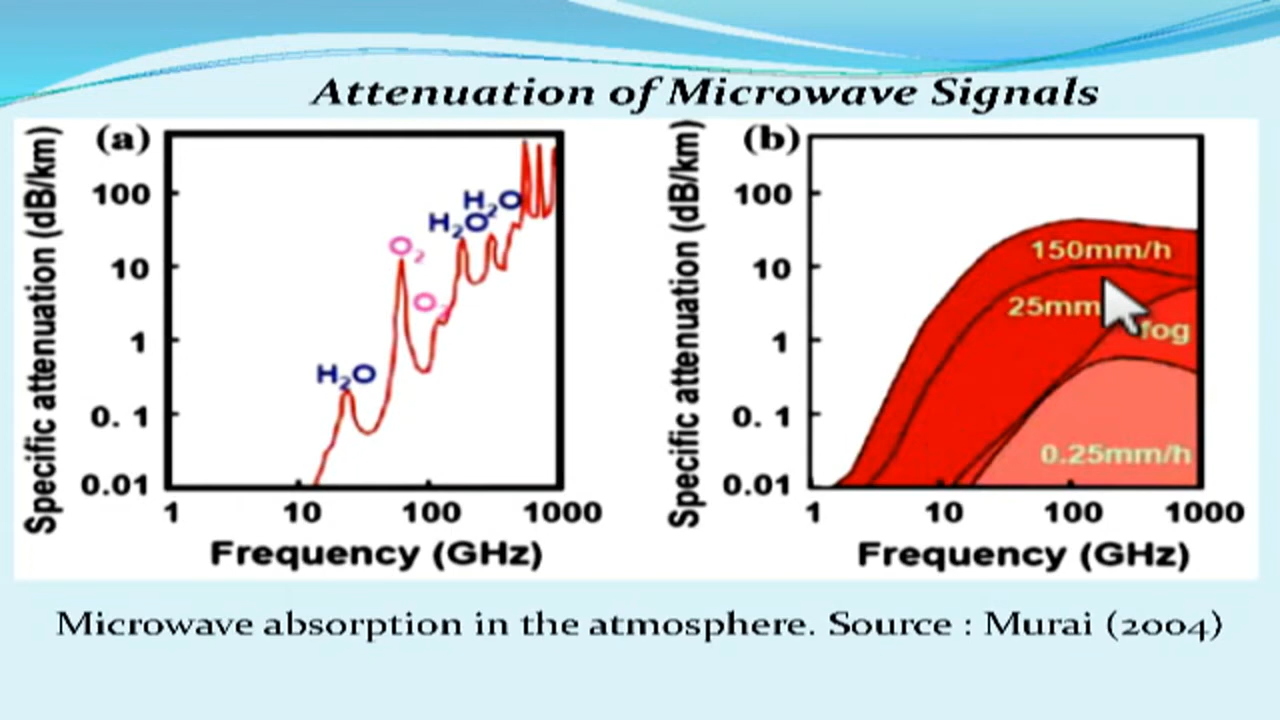 Attenuation of Microwave Signals
(a)
Specific attenuation (dB/km)
100
10
1
0. 1
0.01
H₂O
O₂
O₂
H₂O
H₂O
1 10 100 1000
Frequency (GHz)
(b)
Specific attenuation (dB/km)
100
10
1
0. 1
0.01
150mm/h
25mm
fog
0.25mm/h
1 10 100 1000
Frequency (GHz)
Microwave absorption in the atmosphere. Source : Murai (2004)